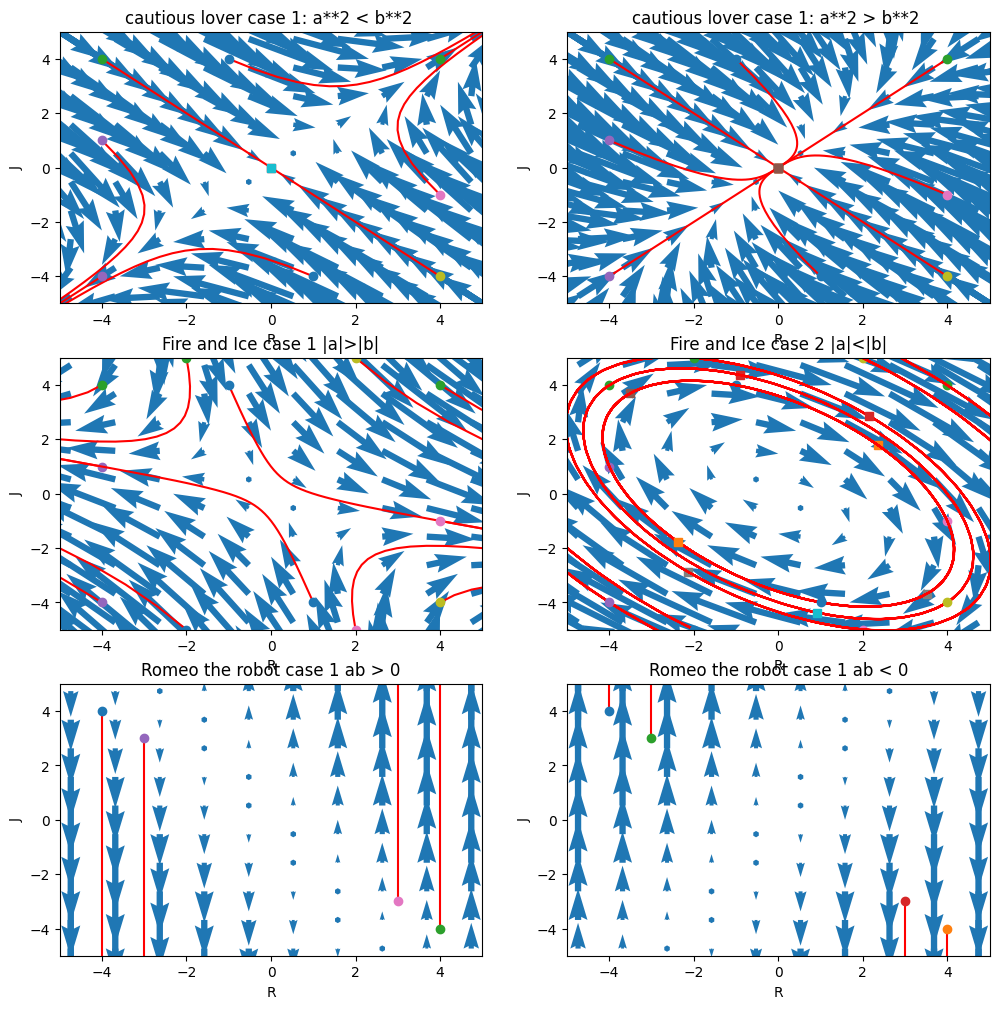 cautious lover case 1: a**2 < b**2
4
2
0
−2
−4
J
−4 −2 0 2 4
R
cautious lover case 1: a**2 > b**2
4
2
0
−2
−4
J
−4 −2 0 2 4
R
Fire and Ice case 1 |a|>|b|
4
2
0
−2
−4
J
−4 −2 0 2 4
R
Fire and Ice case 2 |a|<|b|
4
2
0
−2
−4
J
−4 −2 0 2 4
R
Romeo the robot case 1 ab > 0
4
2
0
−2
−4
J
−4 −2 0 2 4
R
Romeo the robot case 1 ab < 0
4
2
0
−2
−4
J
−4 −2 0 2 4
R